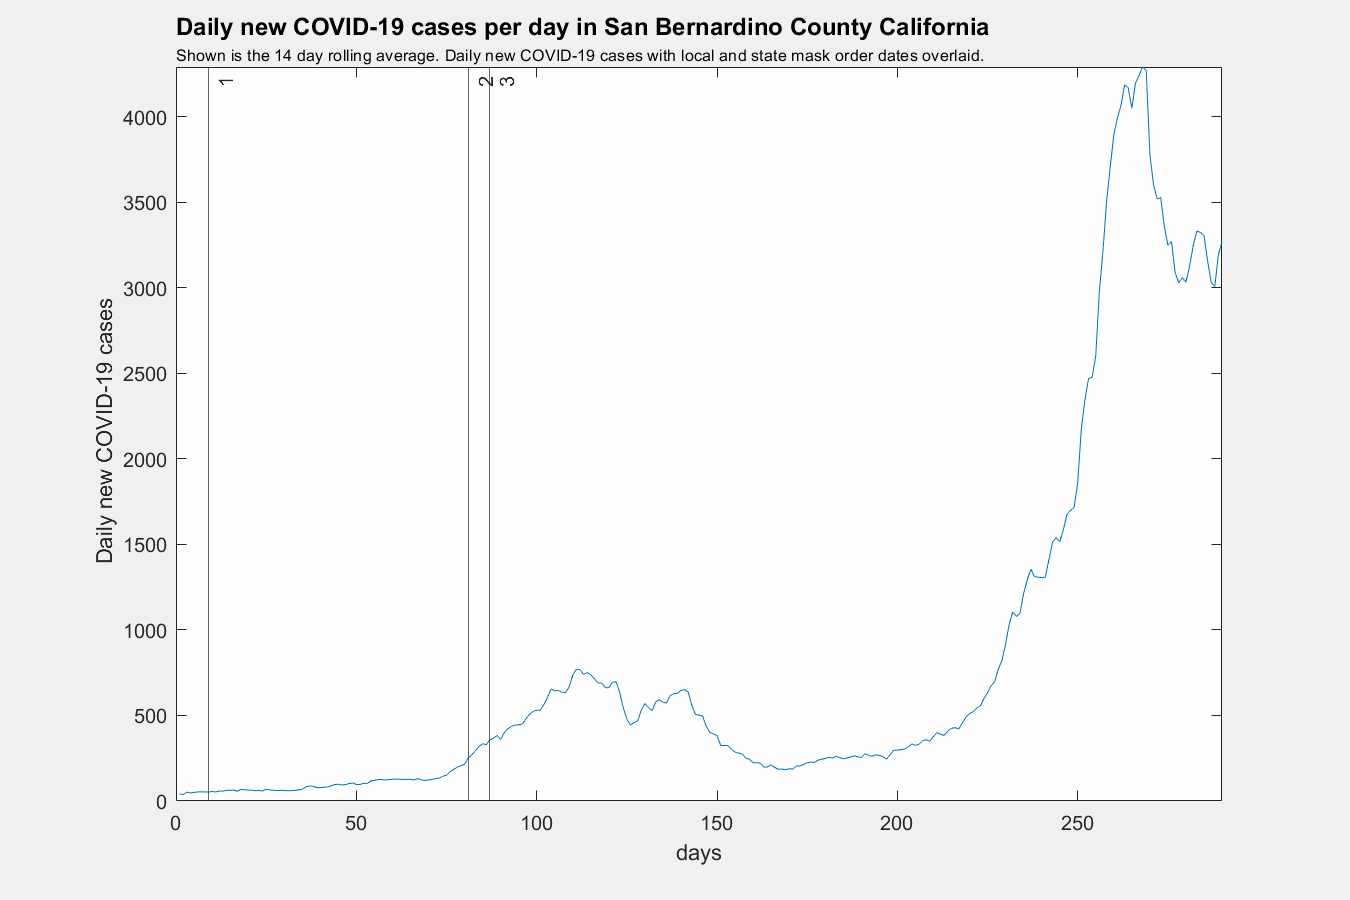 Daily new COVID-19 cases per day in San Bernardino County California
Shown is the 14 day rolling average. Daily new COVID-19 cases with local and state mask order dates overlaid.
1
2
3
4000
3500
3000
2500
2000
1500
1000
500
0
Daily new COVID-19 cases
0 50 100 150 200 250
days